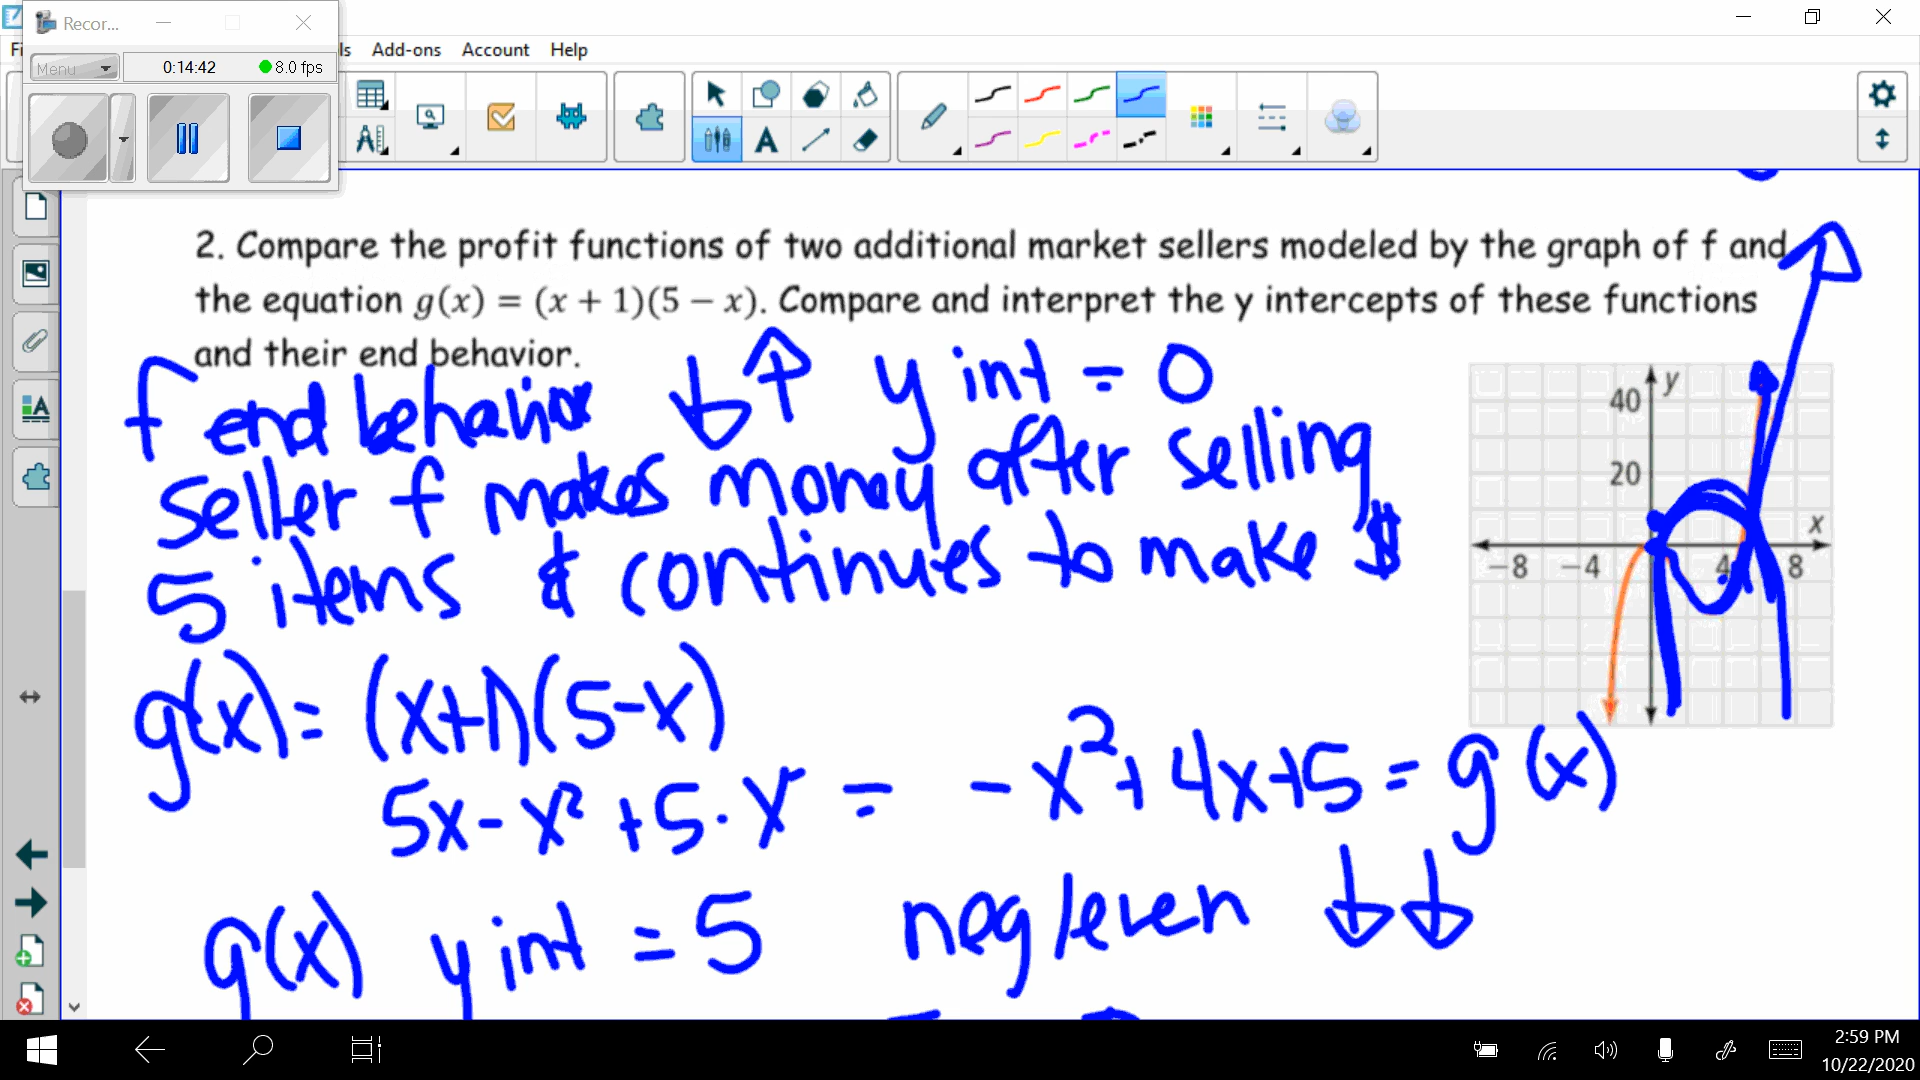 Recor...
Menu
0:14:42
8.0 fps
Add-ons Account Help
2. Compare the profit functions of two additional market sellers modeled by the graph of f and
the equation g(x) = (x + 1)(5 − x). Compare and interpret the y intercepts of these functions
and their end behavior.
f end behavior ↓↑ y int = 0
seller f makes money after selling
5 items & continues to make $
40
y
20
x
−8 −4 4 8
g(x) = (x+1)(5-x)
5x - x² + 5 - x = - x² + 4x + 5 = g(x)
g(x) y int = 5 neg/even ↓↓
2:59 PM
10/22/2020